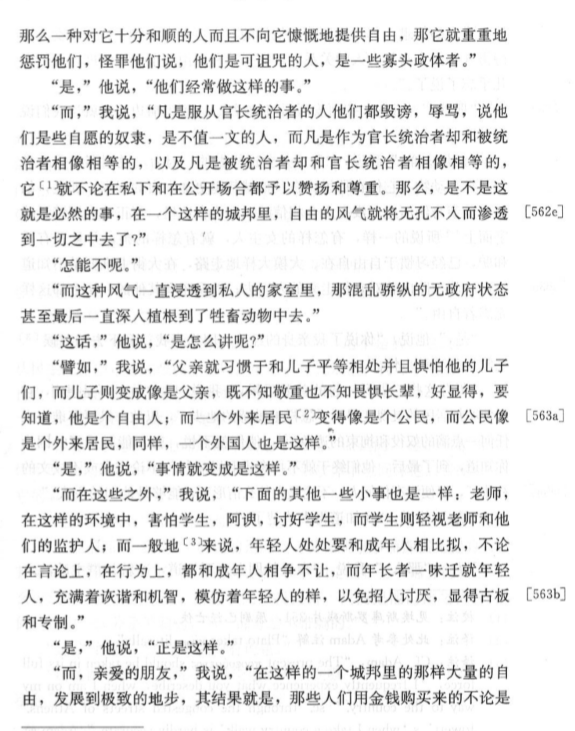 那么一种对它十分和顺的人而且不向它慷慨地提供自由，那它就重重地
惩罚他们，怪罪他们说，他们是可诅咒的人，是一些寡头政体者。”
“是，”他说，“他们经常做这样的事。”
“而，”我说，“凡是服从官长统治者的人他们都毁谤，辱骂，说他
们是些自愿的奴隶，是不值一文的人，而凡是作为官长统治者却和被统
治者相像相等的，以及凡是被统治者却和官长统治者相像相等的，
它〔1〕就不论在私下和在公开场合都予以赞扬和尊重。那么，是不是这
就是必然的事，在一个这样的城邦里，自由的风气就将无孔不入而渗透 [562e]
到一切之中去了？”
“怎能不呢。”
“而这种风气一直浸透到私人的家室里，那混乱骄纵的无政府状态
甚至最后一直深入植根到了牲畜动物中去。”
“这话，”他说，“是怎么讲呢？”
“譬如，”我说，“父亲就习惯于和儿子平等相处并且惧怕他的儿子
们，而儿子则变成像是父亲，既不知敬重也不知畏惧长辈，好显得，要
知道，他是个自由人；而一个外来居民〔2〕变得像是个公民，而公民像 [563a]
是个外来居民，同样，一个外国人也是这样。”
“是，”他说，“事情就变成是这样。”
“而在这些之外，”我说，“下面的其他一些小事也是一样：老师，
在这样的环境中，害怕学生，阿谀，讨好学生，而学生则轻视老师和他
们的监护人；而一般地〔3〕来说，年轻人处处要和成年人相比拟，不论
在言论上，在行为上，都和成年人相争不让，而年长者一味迁就年轻
人，充满着诙谐和机智，模仿着年轻人的样，以免招人讨厌，显得古板 [563b]
和专制。”
“是，”他说，“正是这样。”
“而，亲爱的朋友，”我说，“在这样的一个城邦里的那样大量的自
由，发展到极致的地步，其结果就是，那些人们用金钱购买来的不论是